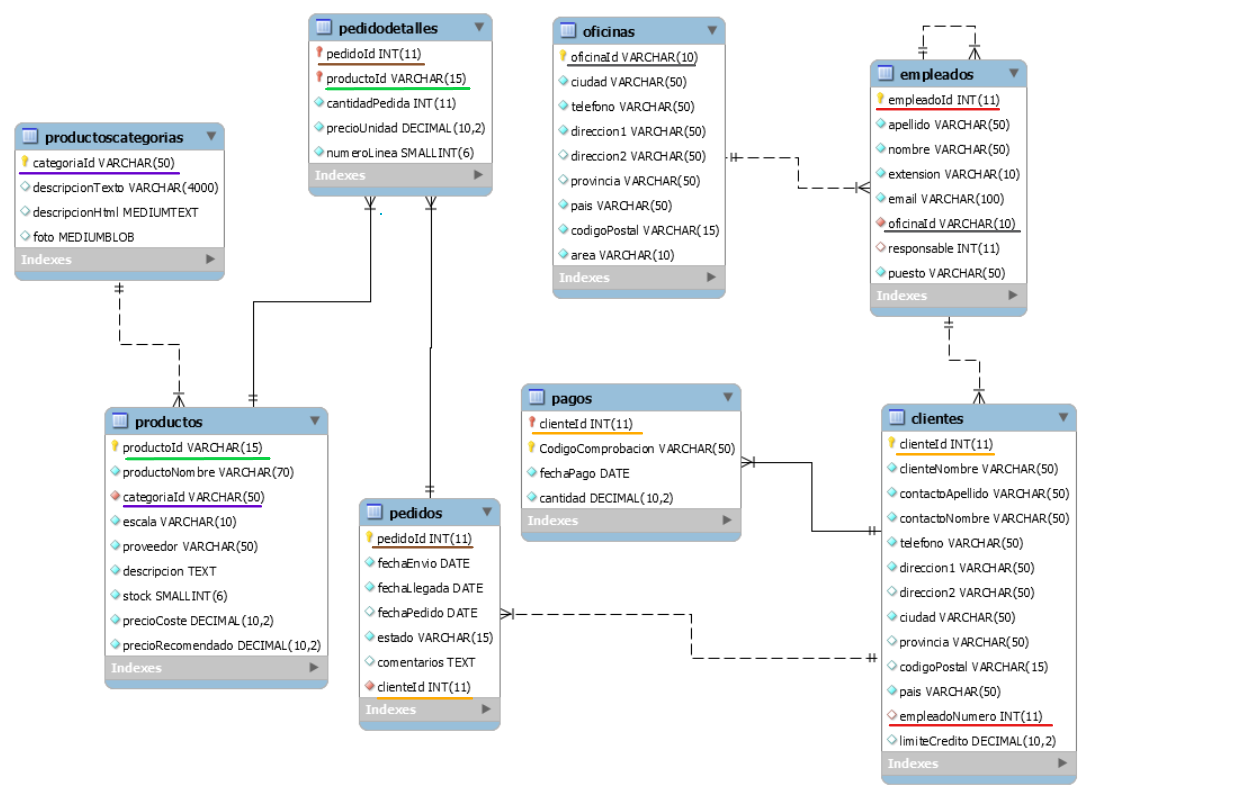 pedidodetalles
pedidoId INT(11)
productoId VARCHAR(15)
cantidadPedida INT(11)
precioUnidad DECIMAL(10,2)
numeroLinea SMALLINT(6)
Indexes
oficinas
oficinaId VARCHAR(10)
ciudad VARCHAR(50)
telefono VARCHAR(50)
direccion1 VARCHAR(50)
direccion2 VARCHAR(50)
provincia VARCHAR(50)
pais VARCHAR(50)
codigoPostal VARCHAR(15)
area VARCHAR(10)
Indexes
empleados
empleadoId INT(11)
apellido VARCHAR(50)
nombre VARCHAR(50)
extension VARCHAR(10)
email VARCHAR(100)
oficinaId VARCHAR(10)
responsable INT(11)
puesto VARCHAR(50)
Indexes
productoscategorias
categoriaId VARCHAR(50)
descripcionTexto VARCHAR(4000)
descripcionHtml MEDIUMTEXT
foto MEDIUMBLOB
Indexes
productos
productoId VARCHAR(15)
productoNombre VARCHAR(70)
categoriaId VARCHAR(50)
escala VARCHAR(10)
proveedor VARCHAR(50)
descripcion TEXT
stock SMALLINT(6)
precioCoste DECIMAL(10,2)
precioRecomendado DECIMAL(10,2)
Indexes
pedidos
pedidoId INT(11)
fechaEnvio DATE
fechaLlegada DATE
fechaPedido DATE
estado VARCHAR(15)
comentarios TEXT
clienteId INT(11)
Indexes
pagos
clienteId INT(11)
CodigoComprobacion VARCHAR(50)
fechaPago DATE
cantidad DECIMAL(10,2)
Indexes
clientes
clienteId INT(11)
clienteNombre VARCHAR(50)
contactoApellido VARCHAR(50)
contactoNombre VARCHAR(50)
telefono VARCHAR(50)
direccion1 VARCHAR(50)
direccion2 VARCHAR(50)
ciudad VARCHAR(50)
provincia VARCHAR(50)
codigoPostal VARCHAR(15)
pais VARCHAR(50)
empleadoNumero INT(11)
limiteCredito DECIMAL(10,2)
Indexes